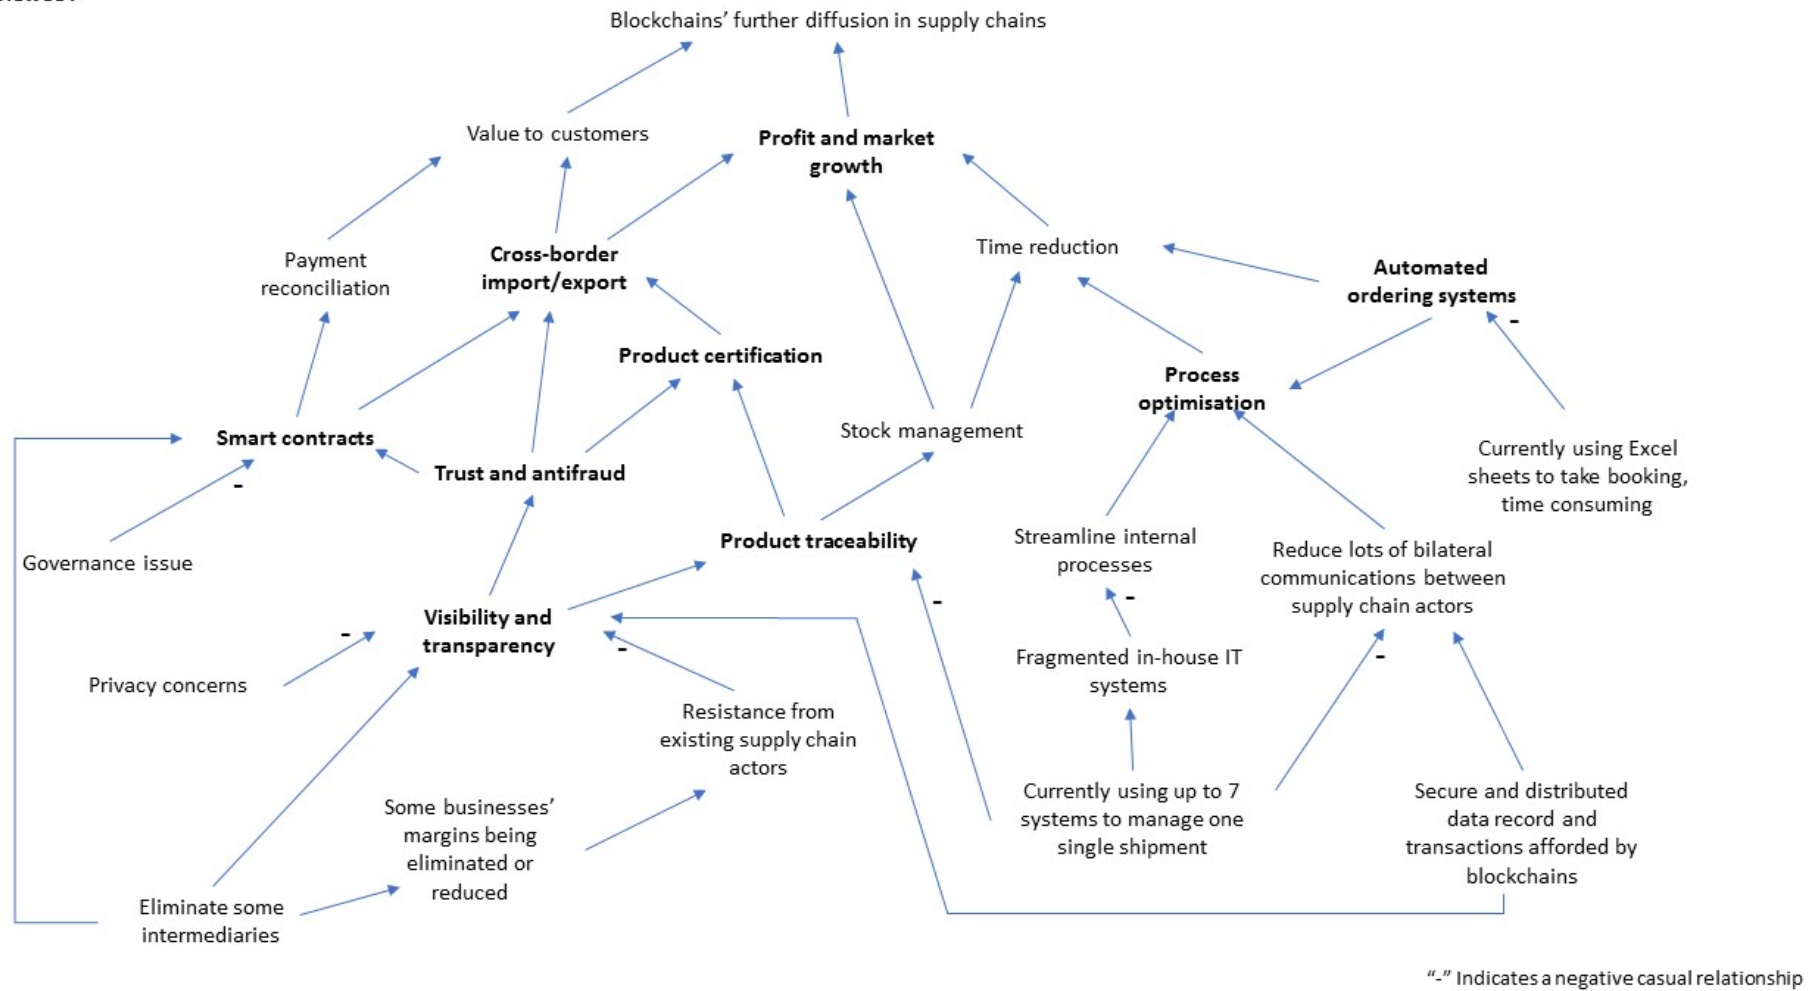 Blockchains’ further diffusion in supply chains
Value to customers
Profit and market
growth
Payment
reconciliation
Cross-border
import/export
Time reduction
Automated
ordering systems
-
Product certification
Process
optimisation
Smart contracts
-
Trust and antifraud
Stock management
Currently using Excel
sheets to take booking,
time consuming
Governance issue
Product traceability
-
Streamline internal
processes
-
Reduce lots of bilateral
communications between
supply chain actors
-
Visibility and
transparency
-
-
Privacy concerns
Fragmented in-house IT
systems
Resistance from
existing supply chain
actors
Some businesses’
margins being
eliminated or
reduced
Currently using up to 7
systems to manage one
single shipment
Secure and distributed
data record and
transactions afforded by
blockchains
Eliminate some
intermediaries
“-” Indicates a negative casual relationship